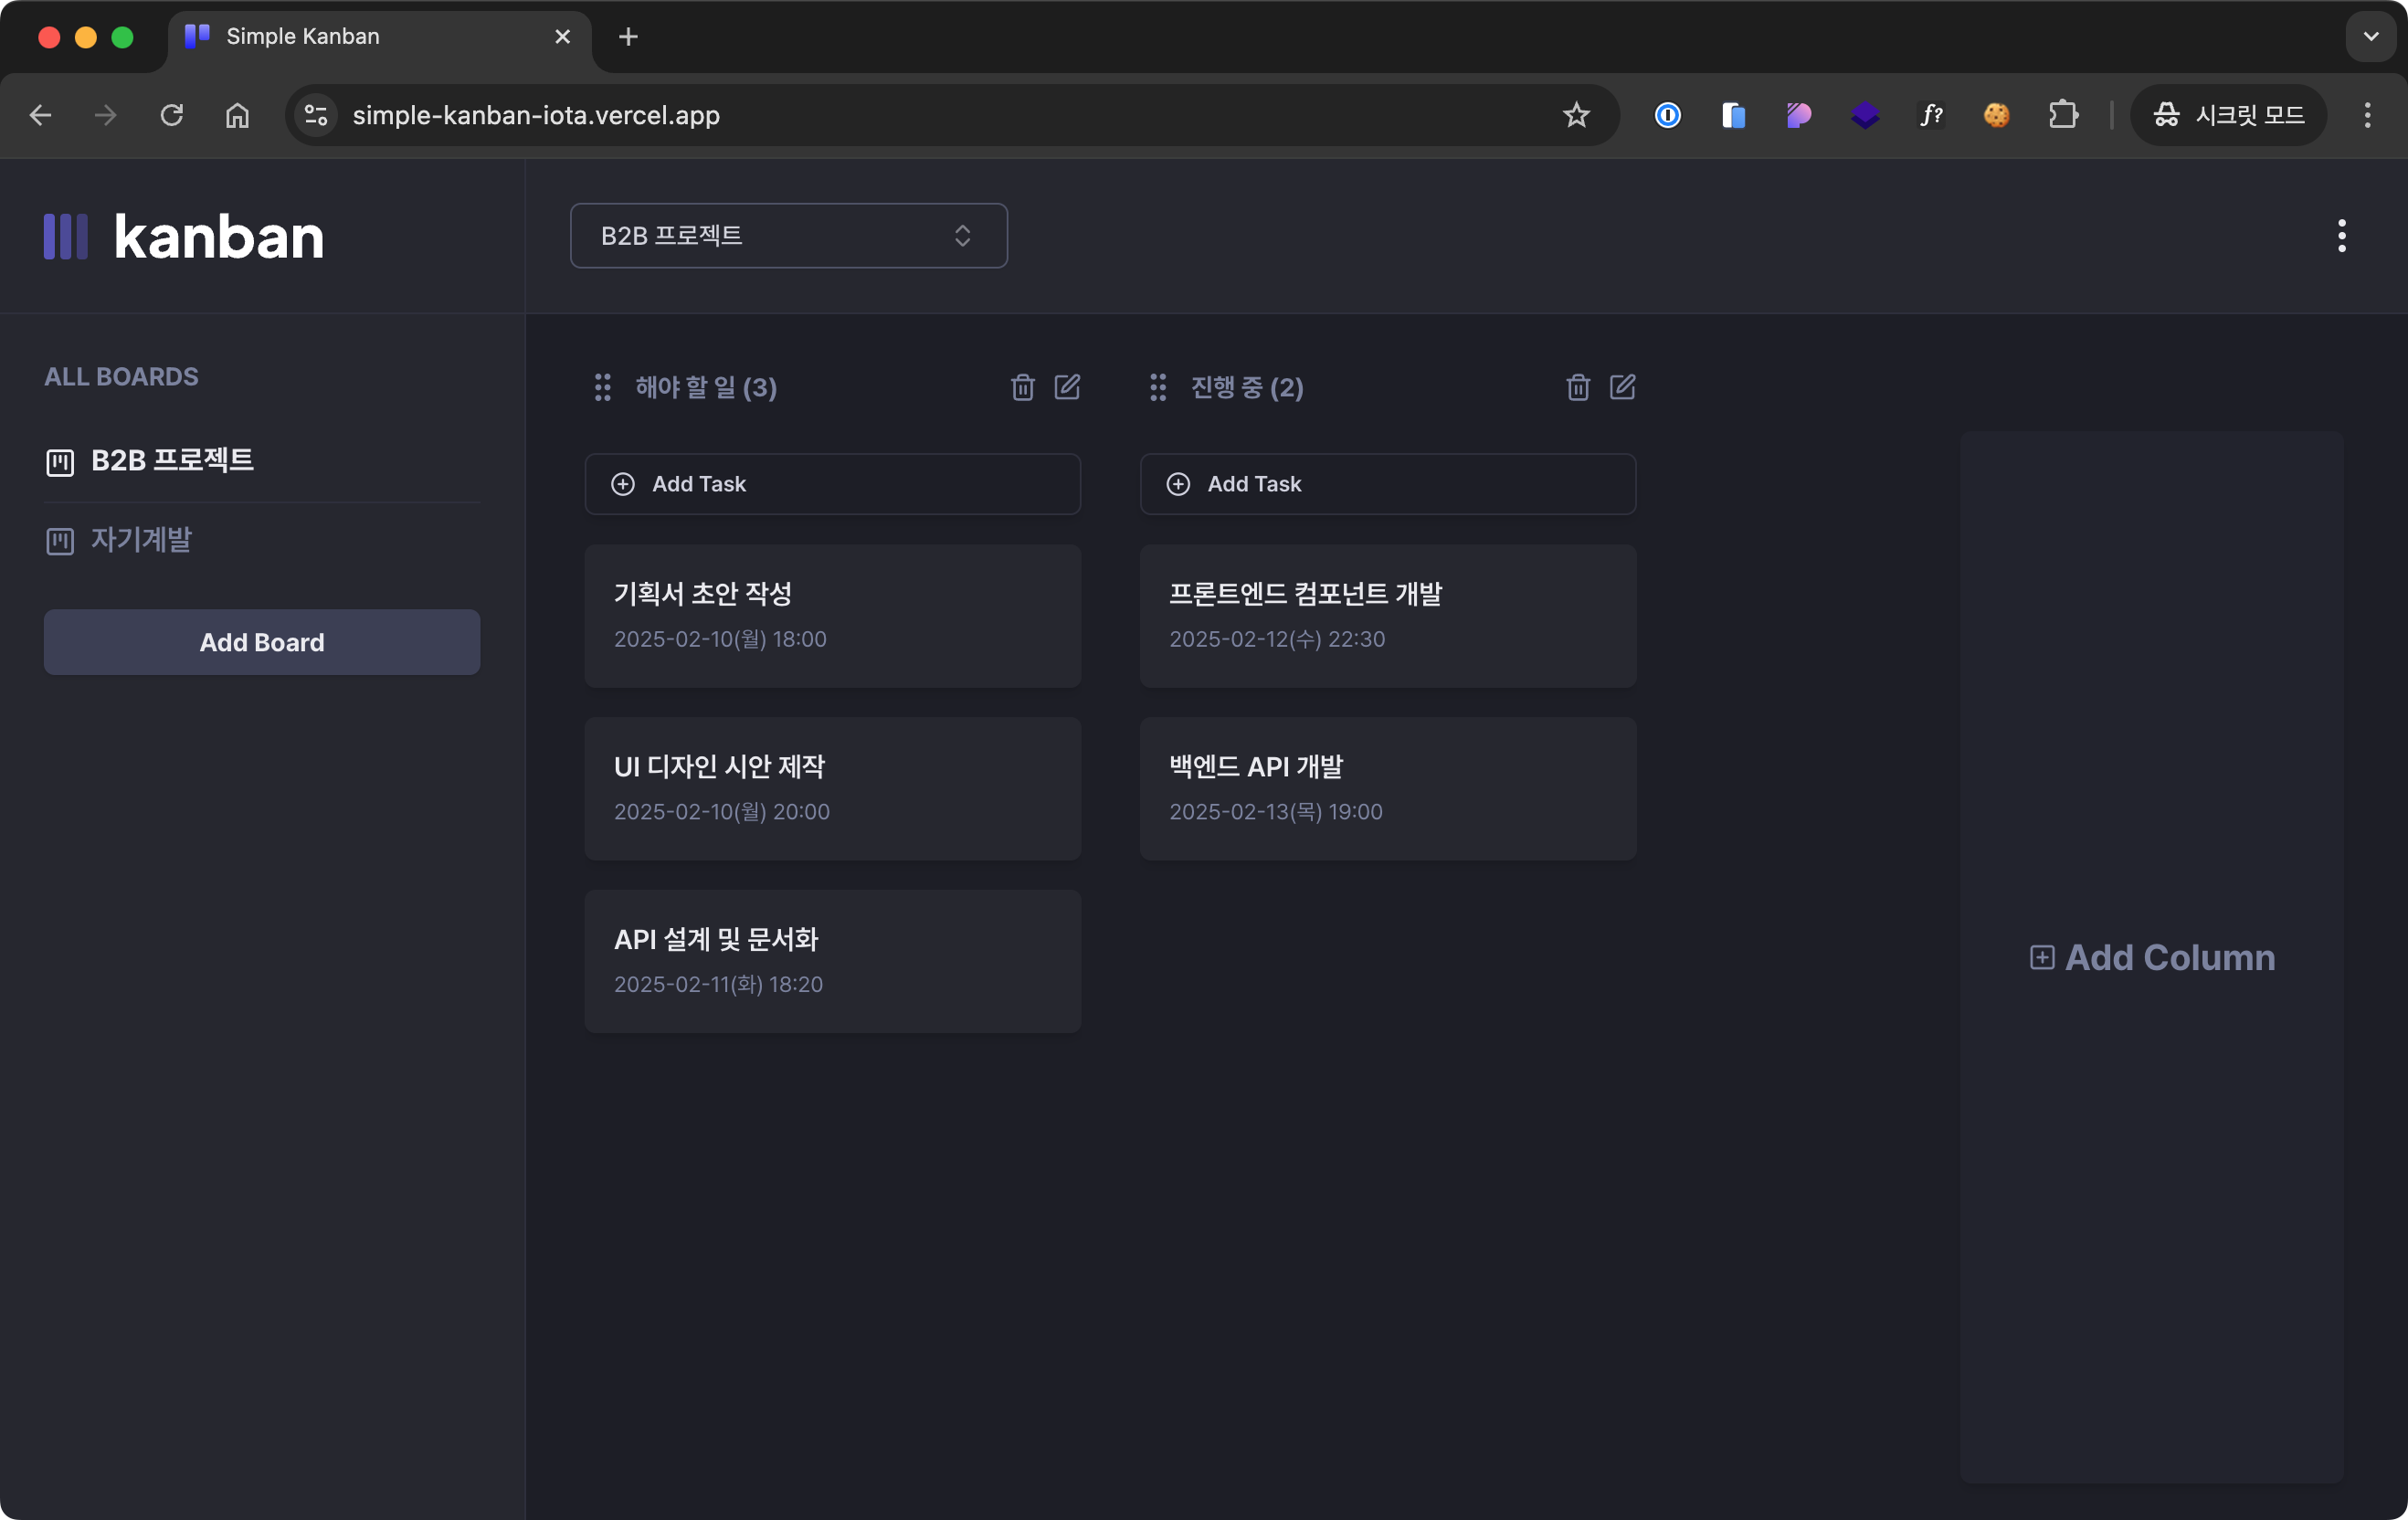 Simple Kanban
simple-kanban-iota.vercel.app
f?
시크릿 모드
kanban
B2B 프로젝트
ALL BOARDS
B2B 프로젝트
자기계발
Add Board
해야 할 일 (3)
Add Task
기획서 초안 작성
2025-02-10(월) 18:00
UI 디자인 시안 제작
2025-02-10(월) 20:00
API 설계 및 문서화
2025-02-11(화) 18:20
진행 중 (2)
Add Task
프론트엔드 컴포넌트 개발
2025-02-12(수) 22:30
백엔드 API 개발
2025-02-13(목) 19:00
Add Column